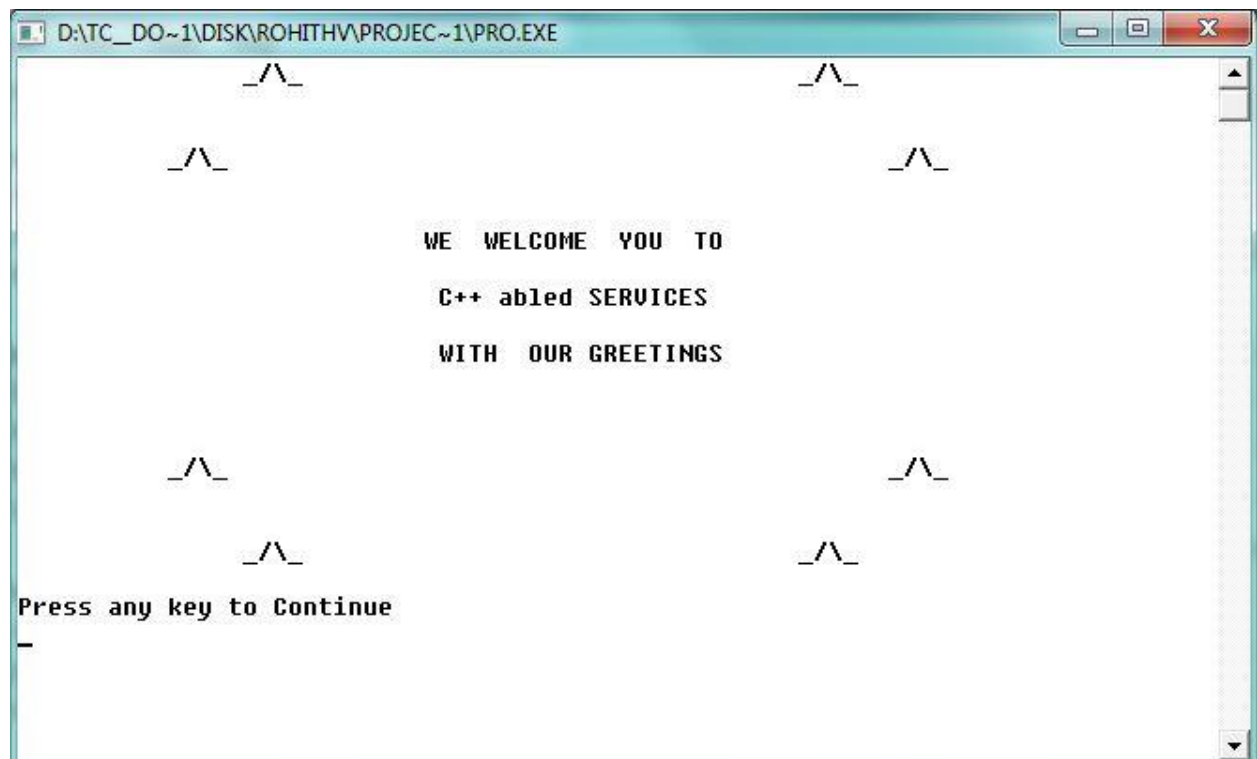 D:\TC__DO~1\DISK\ROHITHV\PROJEC~1\PRO.EXE
_/\_ _/\_
_/\_ _/\_
WE WELCOME YOU TO
C++ abled SERVICES
WITH OUR GREETINGS
_/\_ _/\_
_/\_ _/\_
Press any key to Continue
_